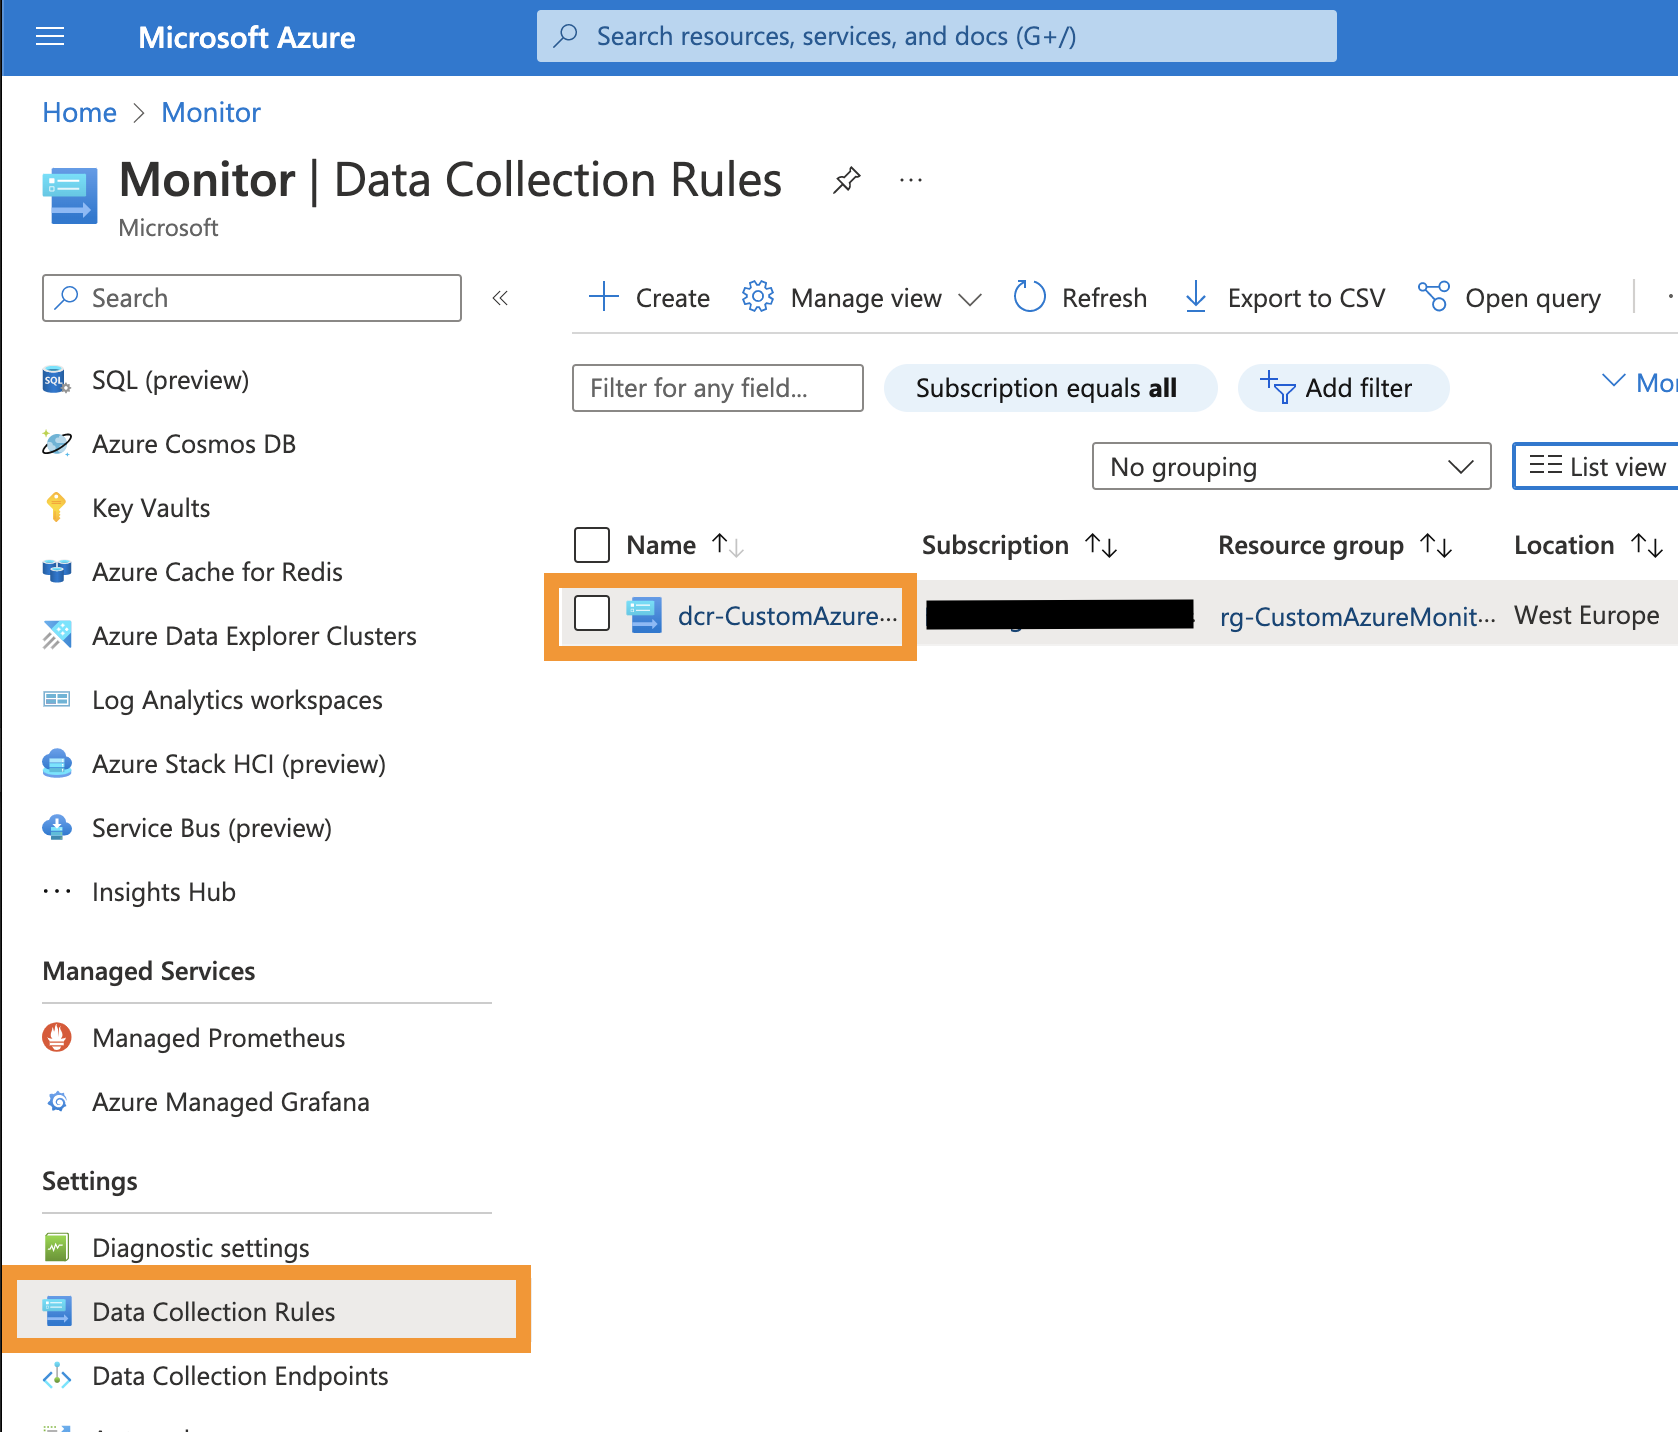 Microsoft Azure
Search resources, services, and docs (G+/)
Home > Monitor
Monitor | Data Collection Rules
...
Microsoft
Search
«
Create
Manage view
Refresh
Export to CSV
Open query
Filter for any field...
Subscription equals all
Add filter
No grouping
List view
Name
Subscription
Resource group
Location
dcr-CustomAzure...
rg-CustomAzureMonit...
West Europe
SQL
SQL (preview)
Azure Cosmos DB
Key Vaults
Azure Cache for Redis
Azure Data Explorer Clusters
Log Analytics workspaces
Azure Stack HCI (preview)
Service Bus (preview)
Insights Hub
Managed Services
Managed Prometheus
Azure Managed Grafana
Settings
Diagnostic settings
Data Collection Rules
Data Collection Endpoints